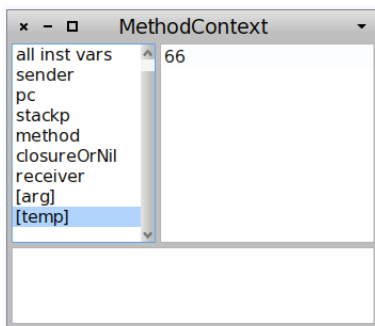 MethodContext
all inst vars
66
sender
pc
stackp
method
closureOrNil
receiver
[arg]
[temp]